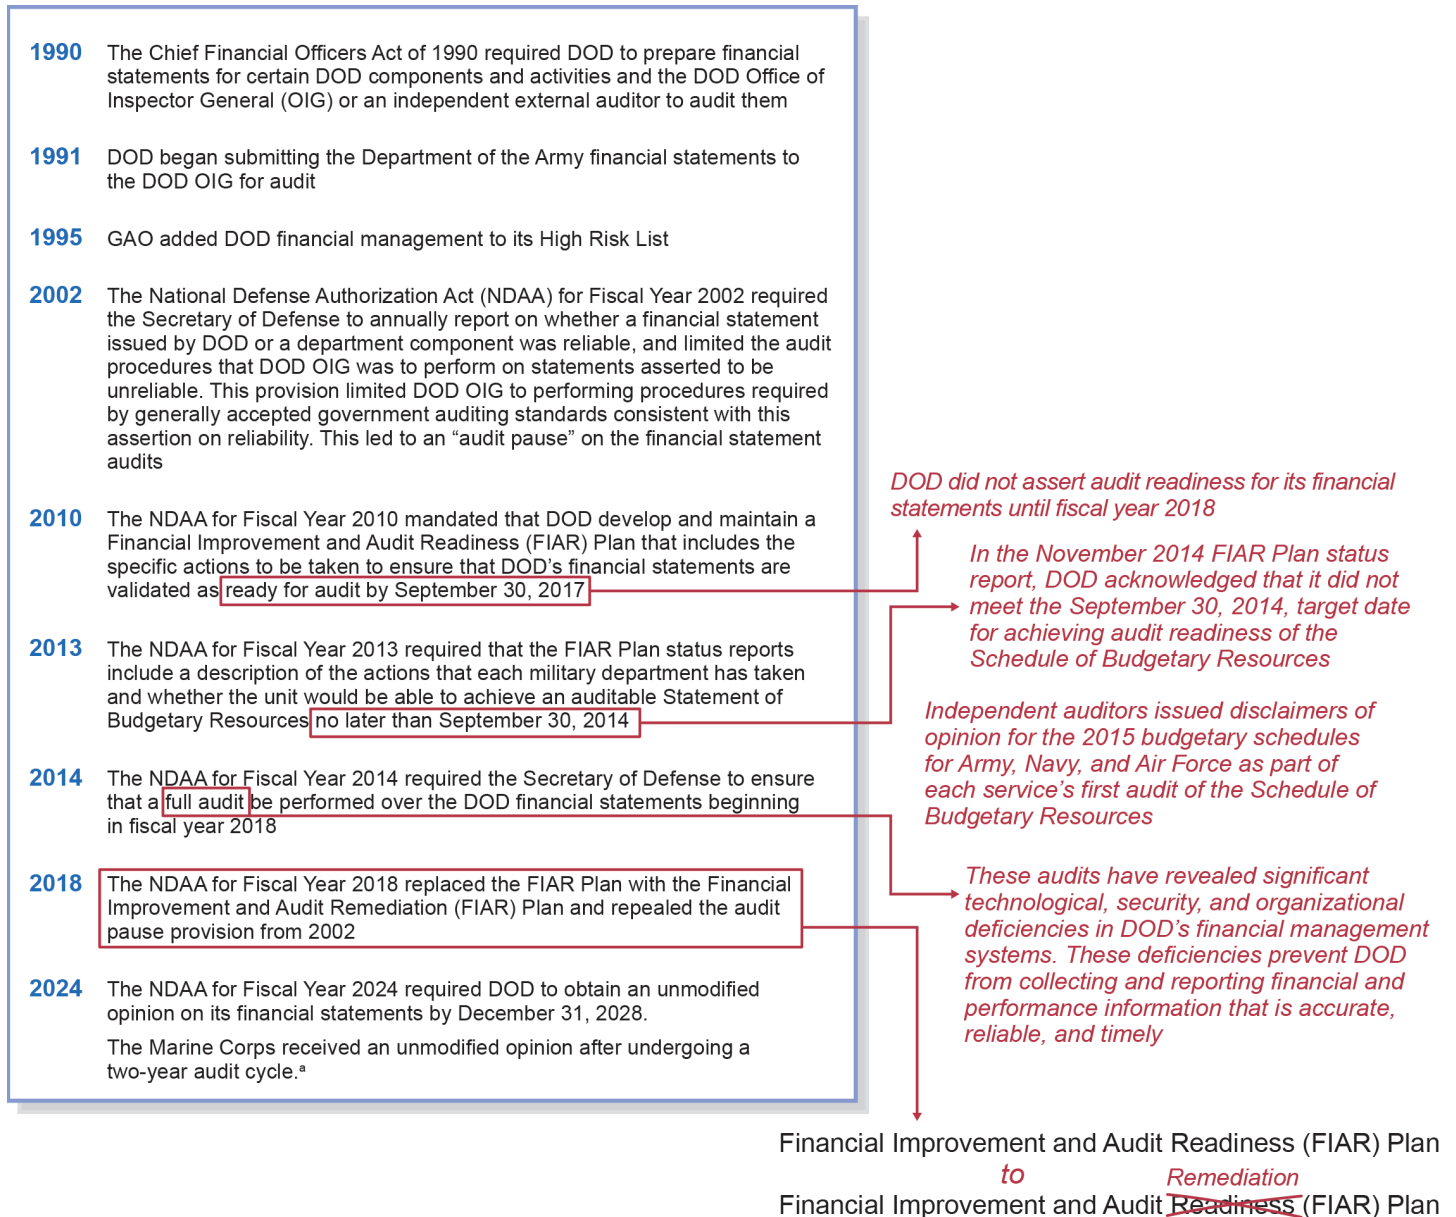 1990
The Chief Financial Officers Act of 1990 required DOD to prepare financial
statements for certain DOD components and activities and the DOD Office of
Inspector General (OIG) or an independent external auditor to audit them
1991
DOD began submitting the Department of the Army financial statements to
the DOD OIG for audit
1995
GAO added DOD financial management to its High Risk List
2002
The National Defense Authorization Act (NDAA) for Fiscal Year 2002 required
the Secretary of Defense to annually report on whether a financial statement
issued by DOD or a department component was reliable, and limited the audit
procedures that DOD OIG was to perform on statements asserted to be
unreliable. This provision limited DOD OIG to performing procedures required
by generally accepted government auditing standards consistent with this
assertion on reliability. This led to an “audit pause” on the financial statement
audits
2010
The NDAA for Fiscal Year 2010 mandated that DOD develop and maintain a
Financial Improvement and Audit Readiness (FIAR) Plan that includes the
specific actions to be taken to ensure that DOD’s financial statements are
validated as ready for audit by September 30, 2017
DOD did not assert audit readiness for its financial
statements until fiscal year 2018
2013
The NDAA for Fiscal Year 2013 required that the FIAR Plan status reports
include a description of the actions that each military department has taken
and whether the unit would be able to achieve an auditable Statement of
Budgetary Resources no later than September 30, 2014
In the November 2014 FIAR Plan status
report, DOD acknowledged that it did not
meet the September 30, 2014, target date
for achieving audit readiness of the
Schedule of Budgetary Resources
Independent auditors issued disclaimers of
opinion for the 2015 budgetary schedules
for Army, Navy, and Air Force as part of
each service’s first audit of the Schedule of
Budgetary Resources
2014
The NDAA for Fiscal Year 2014 required the Secretary of Defense to ensure
that a full audit be performed over the DOD financial statements beginning
in fiscal year 2018
These audits have revealed significant
technological, security, and organizational
deficiencies in DOD’s financial management
systems. These deficiencies prevent DOD
from collecting and reporting financial and
performance information that is accurate,
reliable, and timely
2018
The NDAA for Fiscal Year 2018 replaced the FIAR Plan with the Financial
Improvement and Audit Remediation (FIAR) Plan and repealed the audit
pause provision from 2002
2024
The NDAA for Fiscal Year 2024 required DOD to obtain an unmodified
opinion on its financial statements by December 31, 2028.
The Marine Corps received an unmodified opinion after undergoing a
two-year audit cycle.ª
Financial Improvement and Audit Readiness (FIAR) Plan
to
Remediation
Financial Improvement and Audit Readiness (FIAR) Plan